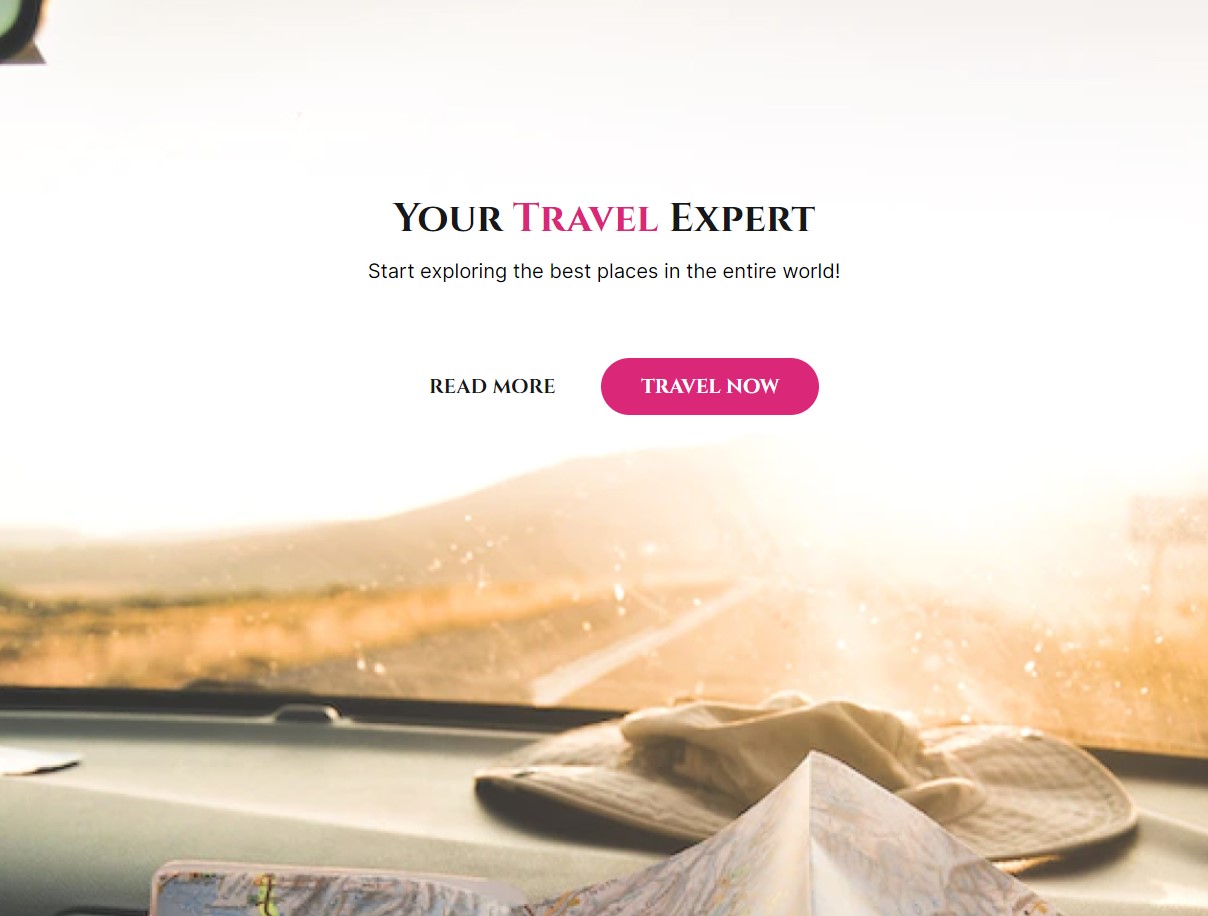 Your Travel Expert
Start exploring the best places in the entire world!
READ MORE
TRAVEL NOW